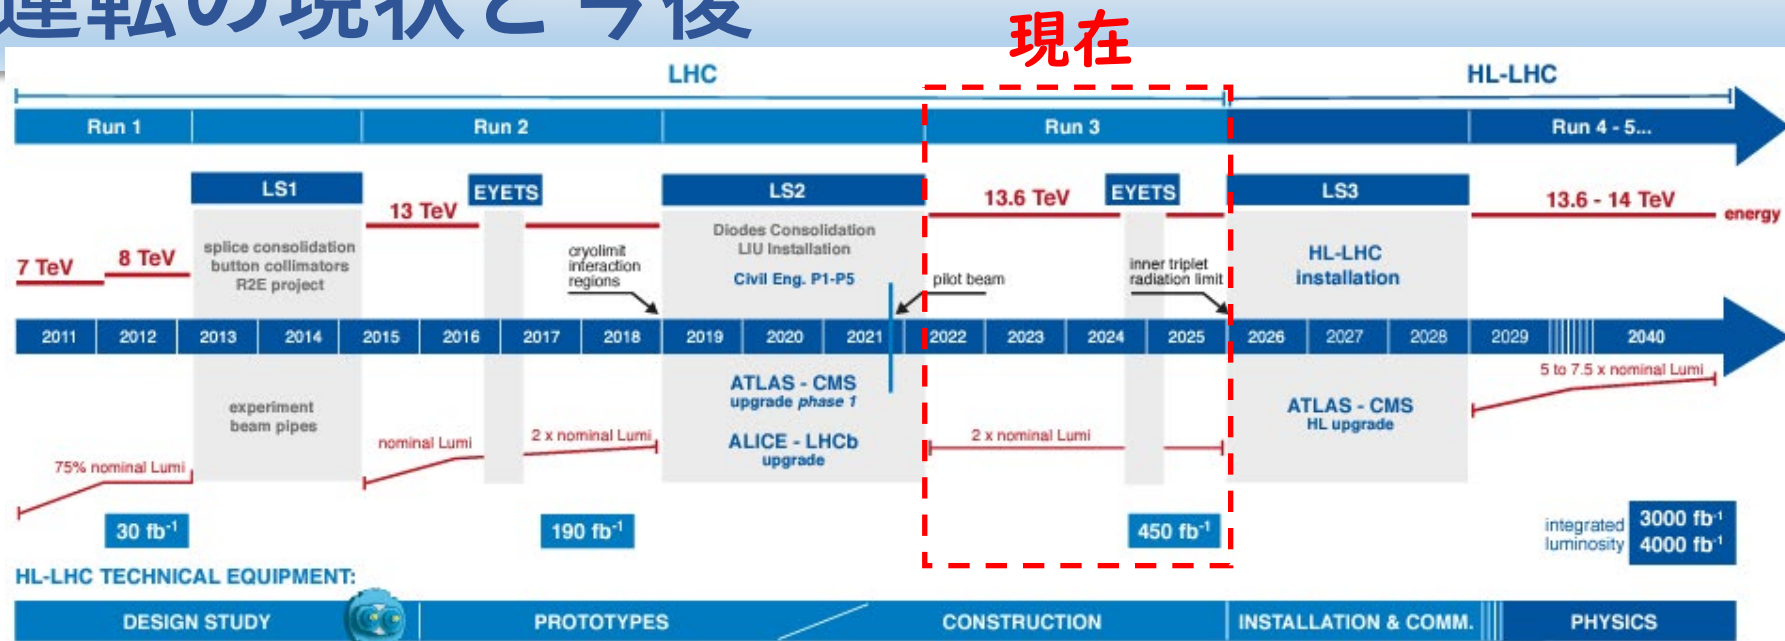 運転の現状と今後
現在
LHC
HL-LHC
Run 1
Run 2
Run 3
Run 4 - 5...
LS1
EYETS
LS2
EYETS
LS3
13 TeV
13.6 TeV
13.6 - 14 TeV
energy
7 TeV
8 TeV
splice consolidation
button collimators
R2E project
cryolimit
interaction
regions
Diodes Consolidation
LIU Installation
Civil Eng. P1-P5
pilot beam
inner triplet
radiation limit
HL-LHC
installation
2011
2012
2013
2014
2015
2016
2017
2018
2019
2020
2021
2022
2023
2024
2025
2026
2027
2028
2029
2040
5 to 7.5 x nominal Lumi
experiment
beam pipes
ATLAS - CMS
upgrade phase 1
ALICE - LHCb
upgrade
ATLAS - CMS
HL upgrade
75% nominal Lumi
nominal Lumi
2 x nominal Lumi
2 x nominal Lumi
30 fb⁻¹
190 fb⁻¹
450 fb⁻¹
integrated
luminosity
3000 fb⁻¹
4000 fb⁻¹
HL-LHC TECHNICAL EQUIPMENT:
DESIGN STUDY
PROTOTYPES
CONSTRUCTION
INSTALLATION & COMM.
PHYSICS